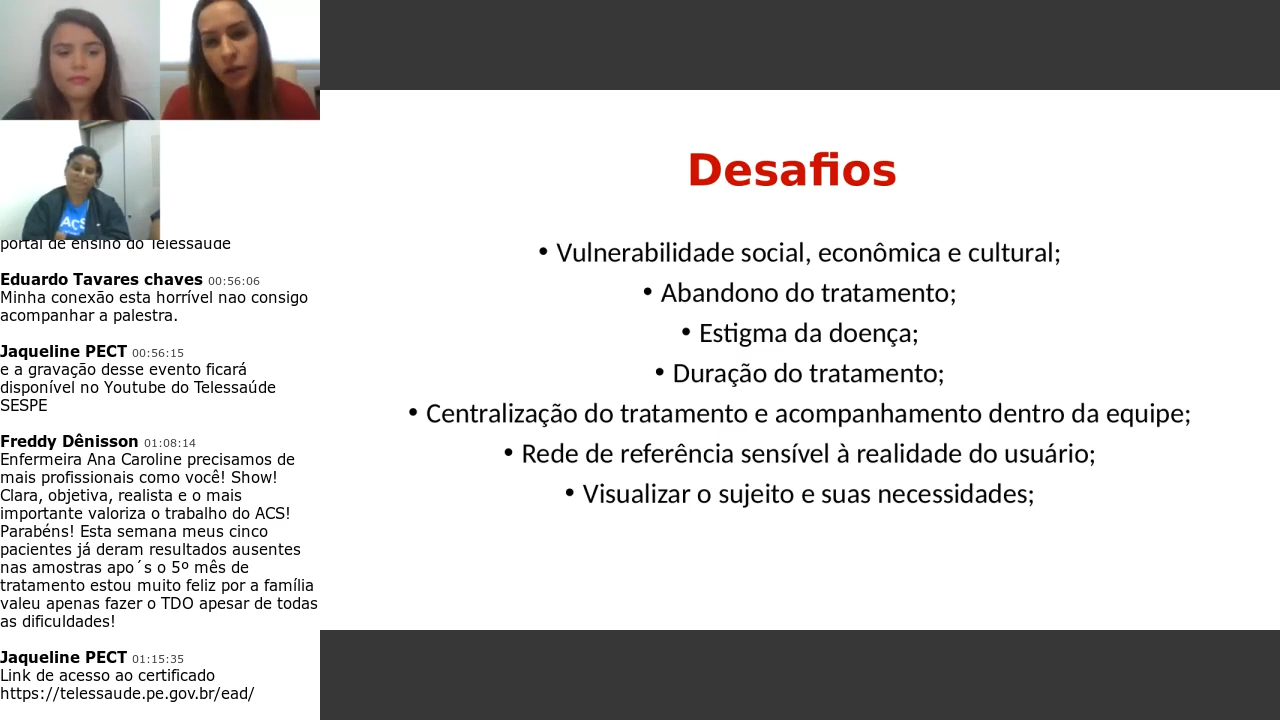 ACS
portal de ensino do Telessaúde
Eduardo Tavares chaves 00:56:06
Minha conexão esta horrível nao consigo
acompanhar a palestra.
Jaqueline PECT 00:56:15
e a gravação desse evento ficará
disponível no Youtube do Telessaúde
SESPE
Freddy Dênisson 01:08:14
Enfermeira Ana Caroline precisamos de
mais profissionais como você! Show!
Clara, objetiva, realista e o mais
importante valoriza o trabalho do ACS!
Parabéns! Esta semana meus cinco
pacientes já deram resultados ausentes
nas amostras apo´s o 5º mês de
tratamento estou muito feliz por a família
valeu apenas fazer o TDO apesar de todas
as dificuldades!
Jaqueline PECT 01:15:35
Link de acesso ao certificado
https://telessaude.pe.gov.br/ead/
Desafios
• Vulnerabilidade social, econômica e cultural;
• Abandono do tratamento;
• Estigma da doença;
• Duração do tratamento;
• Centralização do tratamento e acompanhamento dentro da equipe;
• Rede de referência sensível à realidade do usuário;
• Visualizar o sujeito e suas necessidades;